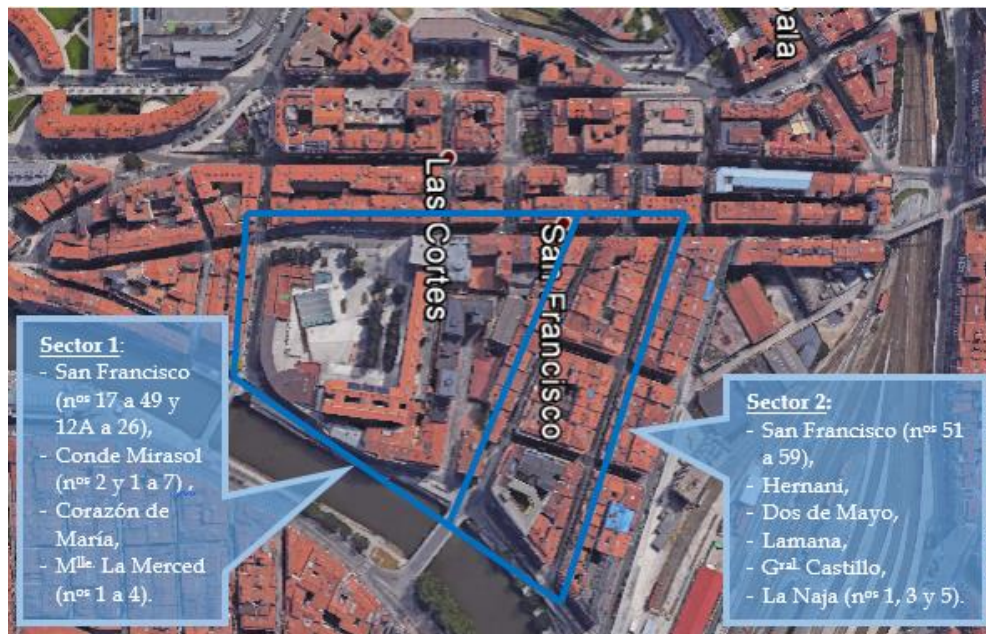 pala
Las Cortes
San Francisco
Sector 1:
- San Francisco
(nos 17 a 49 y
12A a 26),
- Conde Mirasol
(nos 2 y 1 a 7) ,
- Corazón de
María,
- Mlle. La Merced
(nos 1 a 4).
Sector 2:
- San Francisco (nos 51
a 59),
- Hernani,
- Dos de Mayo,
- Lamana,
- Gral. Castillo,
- La Naja (nos 1, 3 y 5).